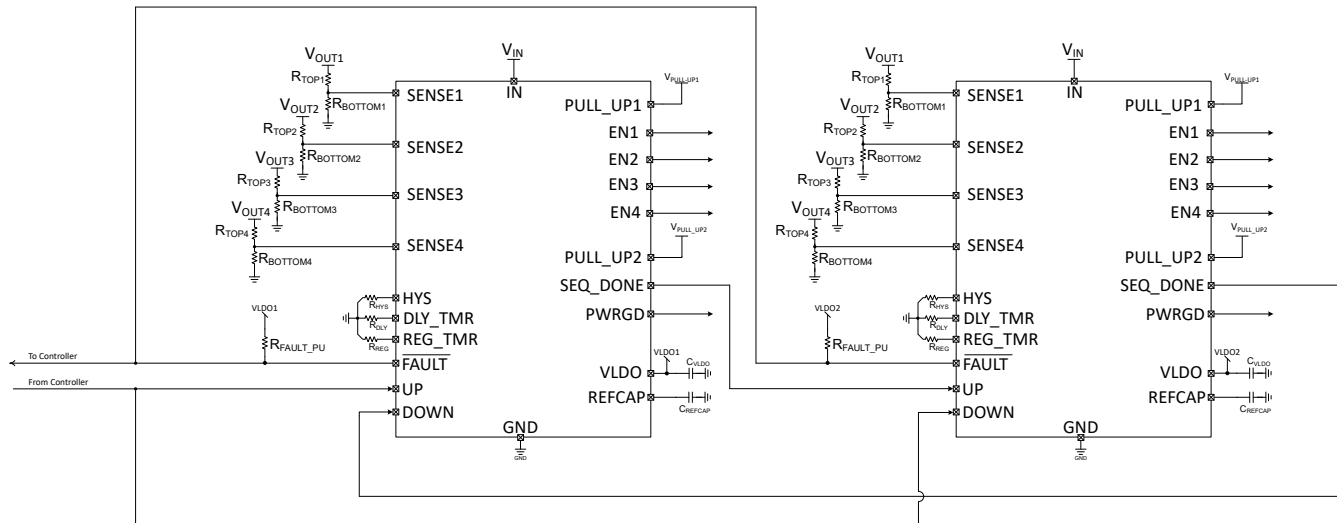 VOUT1
RTOP1
RBOTTOM1
VOUT2
RTOP2
RBOTTOM2
VOUT3
RTOP3
RBOTTOM3
VOUT4
RTOP4
RBOTTOM4
VIN
IN
SENSE1
SENSE2
SENSE3
SENSE4
HYS
DLY_TMR
REG_TMR
FAULT
UP
DOWN
RHYS
RDLY
RREG
VLDO1
RFAULT_PU
To Controller
From Controller
PULL_UP1
EN1
EN2
EN3
EN4
PULL_UP2
SEQ_DONE
PWRGD
VLDO
REFCAP
VPULL-UP1
VPULL_UP2
VLDO1
CVLDO
CREFCAP
GND
GND
VOUT1
RTOP1
RBOTTOM1
VOUT2
RTOP2
RBOTTOM2
VOUT3
RTOP3
RBOTTOM3
VOUT4
RTOP4
RBOTTOM4
VIN
IN
SENSE1
SENSE2
SENSE3
SENSE4
HYS
DLY_TMR
REG_TMR
FAULT
UP
DOWN
RHYS
RDLY
RREG
VLDO2
RFAULT_PU
PULL_UP1
EN1
EN2
EN3
EN4
PULL_UP2
SEQ_DONE
PWRGD
VLDO
REFCAP
VPULL-UP1
VPULL_UP2
VLDO2
CVLDO
CREFCAP
GND
GND